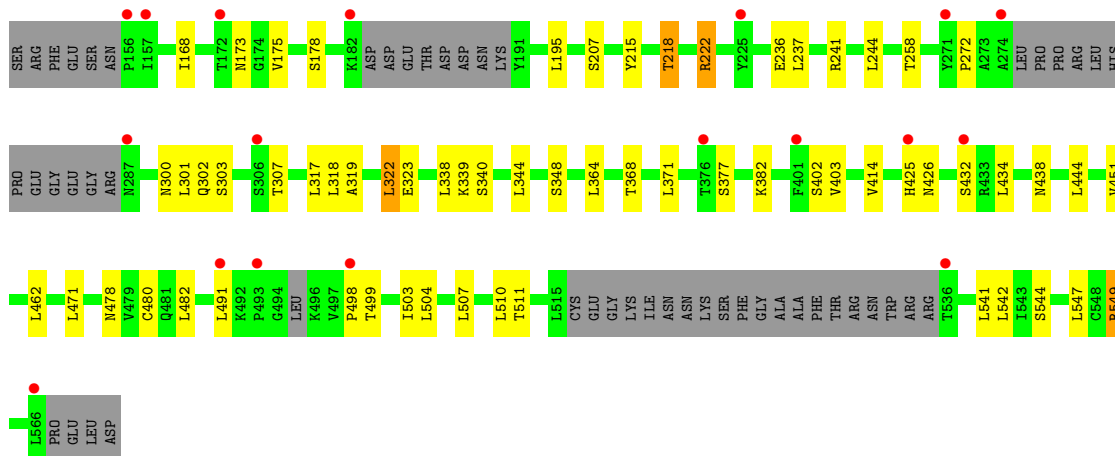 SER ARG PHE GLU SER ASN P156 I157 I168 T172 N173 G174 V175 S178 K182 ASP ASP GLU THR ASP ASP ASN LYS Y191 L195 S207 Y215 T218 R222 Y225 E236 L237 R241 L244 T258 Y271 P272 A273 A274 LEU PRO PRO ARG LEU HIS
PRO GLU GLY GLU GLY ARG N287 N300 L301 Q302 S303 S306 T307 L317 L318 A319 L322 E323 L338 K339 S340 L344 S348 L364 T368 L371 T376 S377 K382 F401 S402 V403 V414 H425 N426 S432 R433 L434 N438 L444
L462 L471 N478 V479 C480 Q481 L482 L491 K492 P493 G494 LEU K496 V497 P498 T499 I503 L504 L507 L510 T511 L515 CYS GLU GLY LYS ILE ASN ASN LYS SER PHE GLY ALA ALA PHE THR ARG ASN TRP ARG ARG T536 L541 L542 I543 S544 L547 C548
L566 PRO GLU LEU ASP